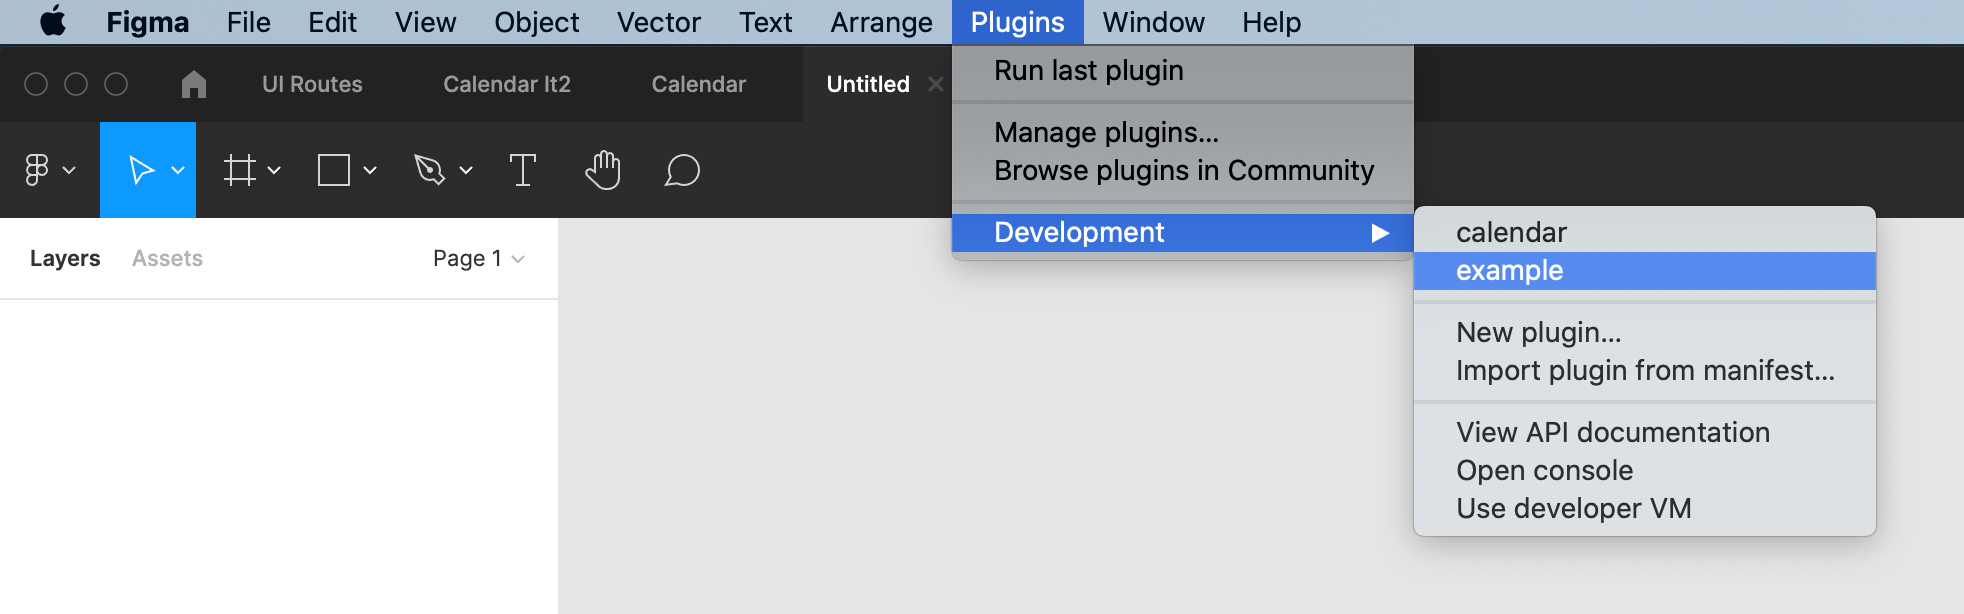 Figma File Edit View Object Vector Text Arrange Plugins Window Help
UI Routes Calendar It2 Calendar Untitled
Run last plugin
Manage plugins...
Browse plugins in Community
Development
Layers Assets Page 1
calendar
example
New plugin...
Import plugin from manifest...
View API documentation
Open console
Use developer VM